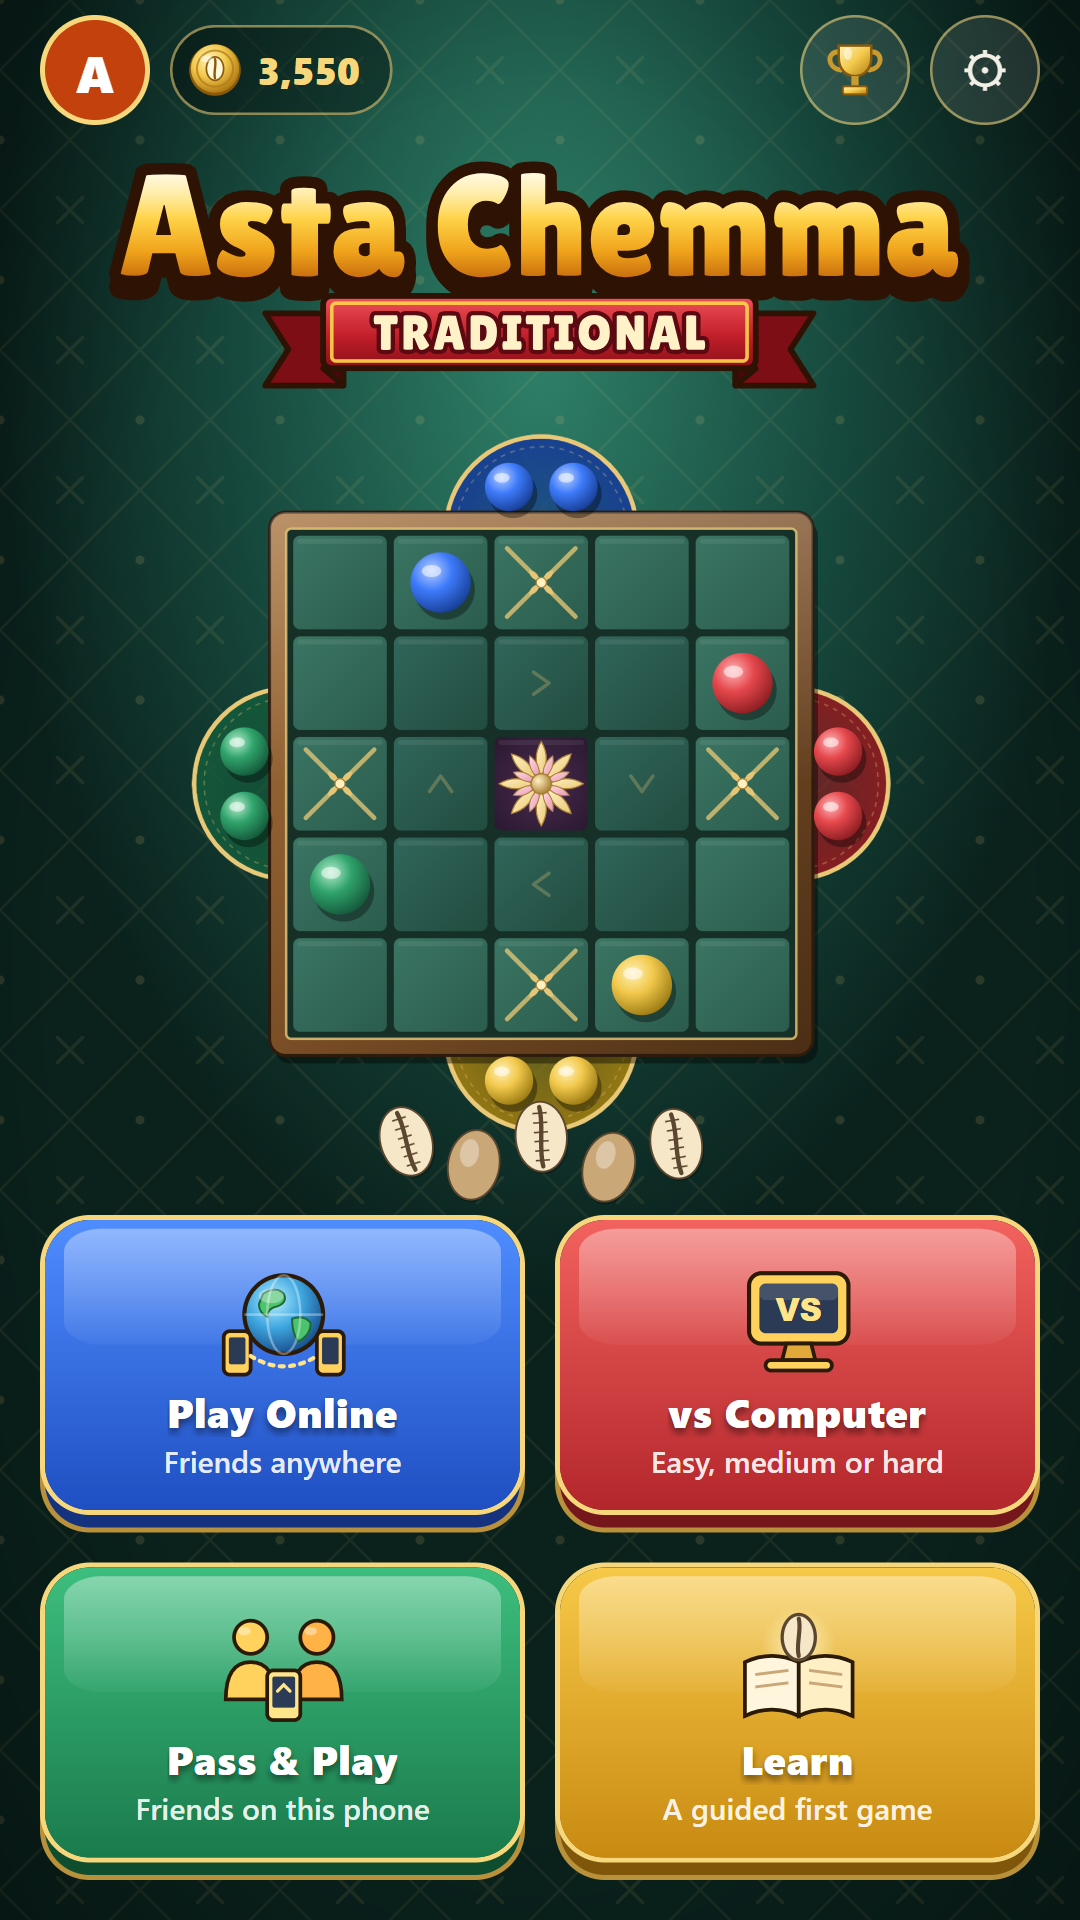 A
3,550
Asta Chemma
TRADITIONAL
Play Online
Friends anywhere
VS
vs Computer
Easy, medium or hard
Pass & Play
Friends on this phone
Learn
A guided first game